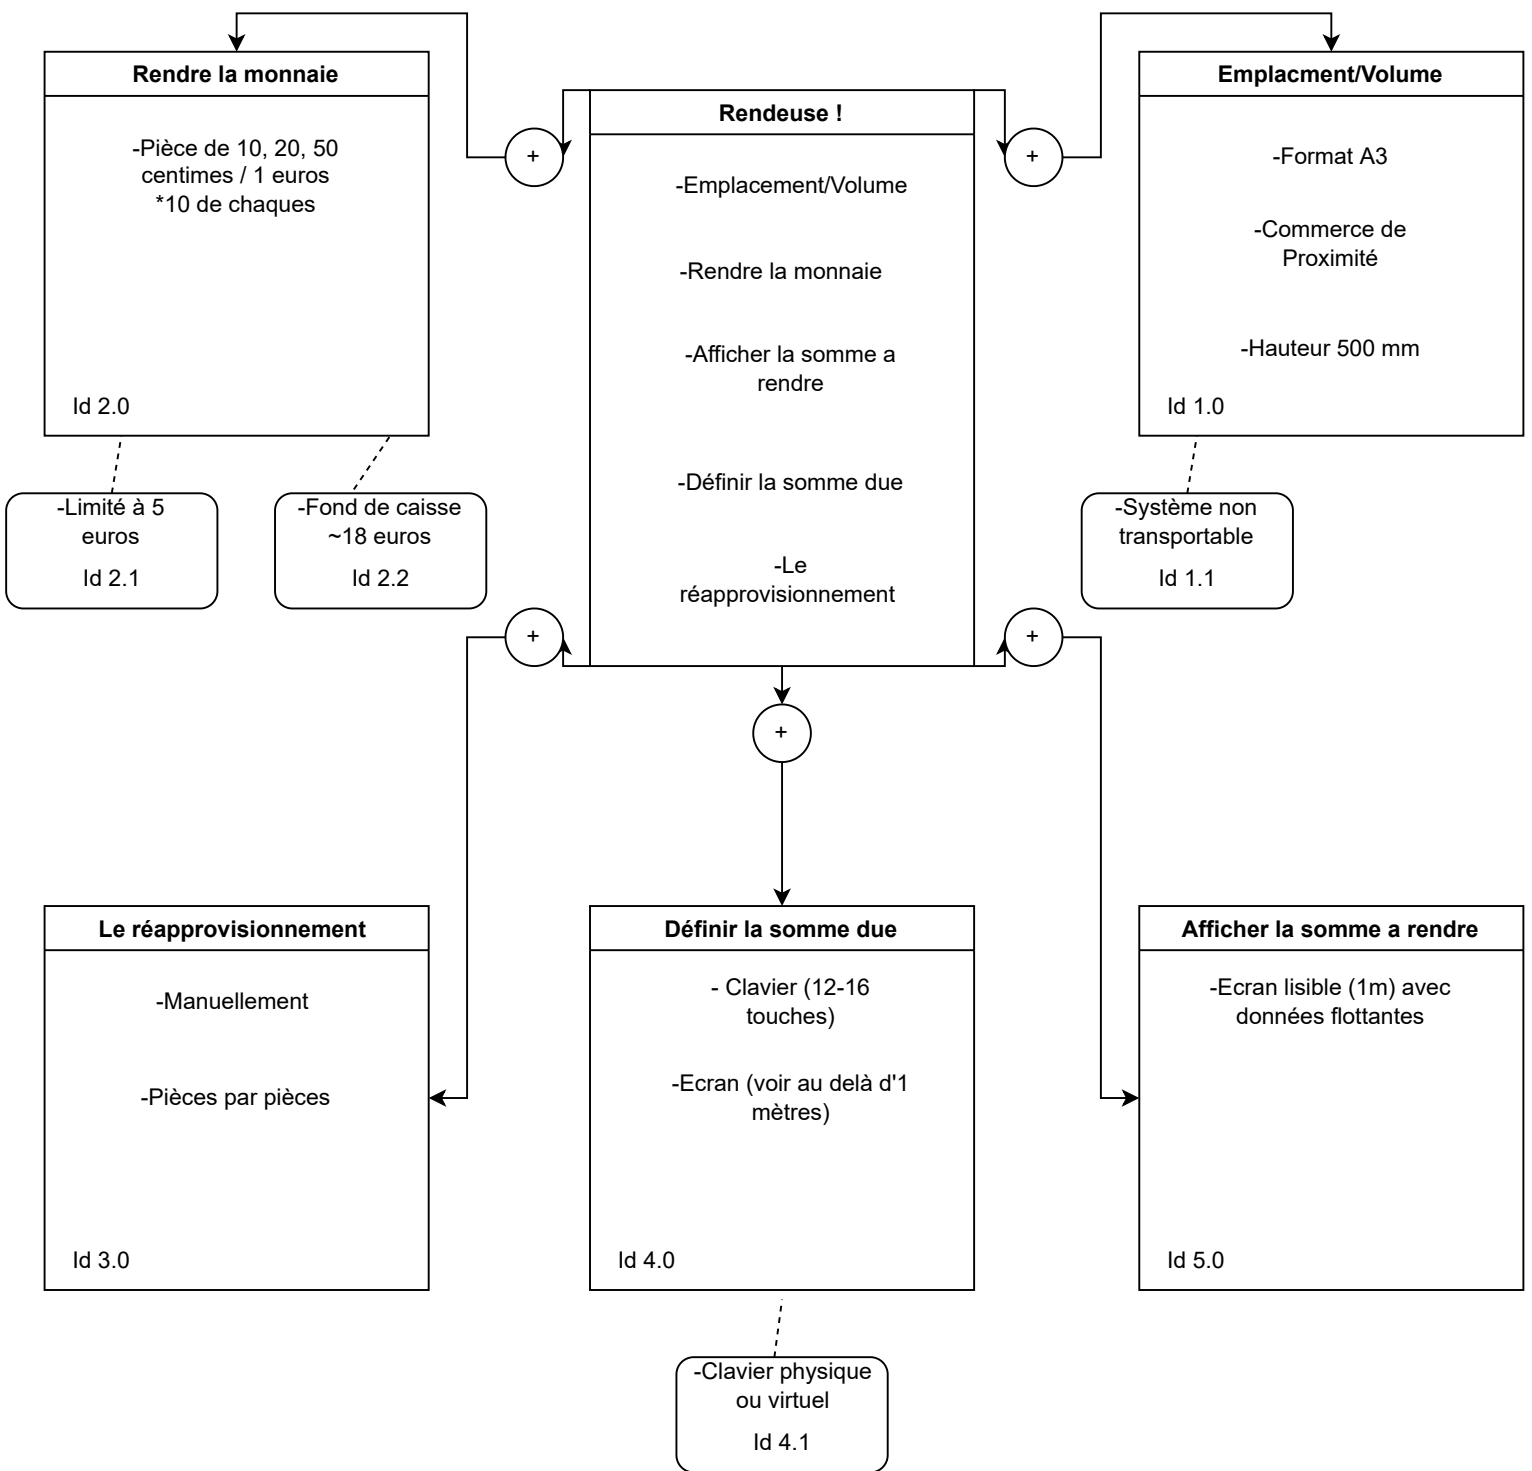 Rendre la monnaie
-Pièce de 10, 20, 50
centimes / 1 euros
*10 de chaques
Id 2.0
-Limité à 5
euros
Id 2.1
-Fond de caisse
~18 euros
Id 2.2
+
Rendeuse !
-Emplacement/Volume
-Rendre la monnaie
-Afficher la somme a
rendre
-Définir la somme due
-Le
réapprovisionnement
+
Emplacment/Volume
-Format A3
-Commerce de
Proximité
-Hauteur 500 mm
Id 1.0
-Système non
transportable
Id 1.1
+
+
+
Le réapprovisionnement
-Manuellement
-Pièces par pièces
Id 3.0
Définir la somme due
- Clavier (12-16
touches)
-Ecran (voir au delà d'1
mètres)
Id 4.0
-Clavier physique
ou virtuel
Id 4.1
Afficher la somme a rendre
-Ecran lisible (1m) avec
données flottantes
Id 5.0